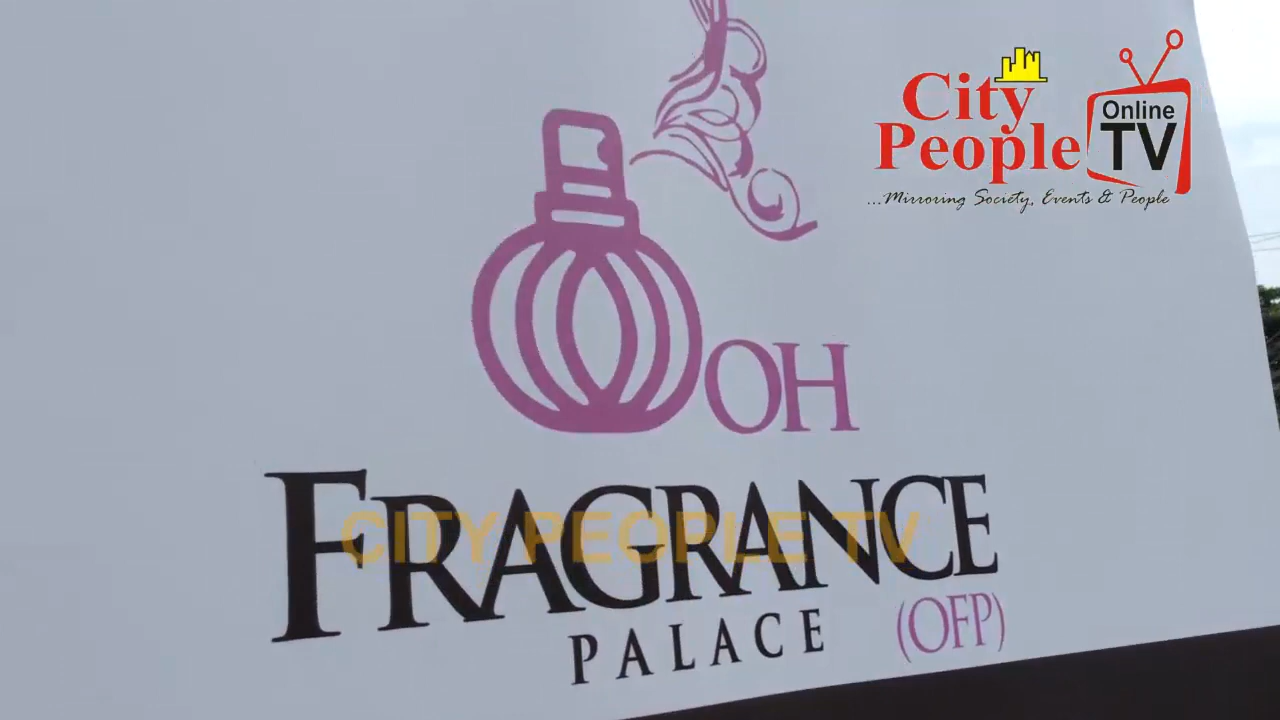 City
People
Online
TV
...Mirroring Society, Events & People
OH
FRAGRANCE
CITY PEOPLE TV
PALACE (OFP)